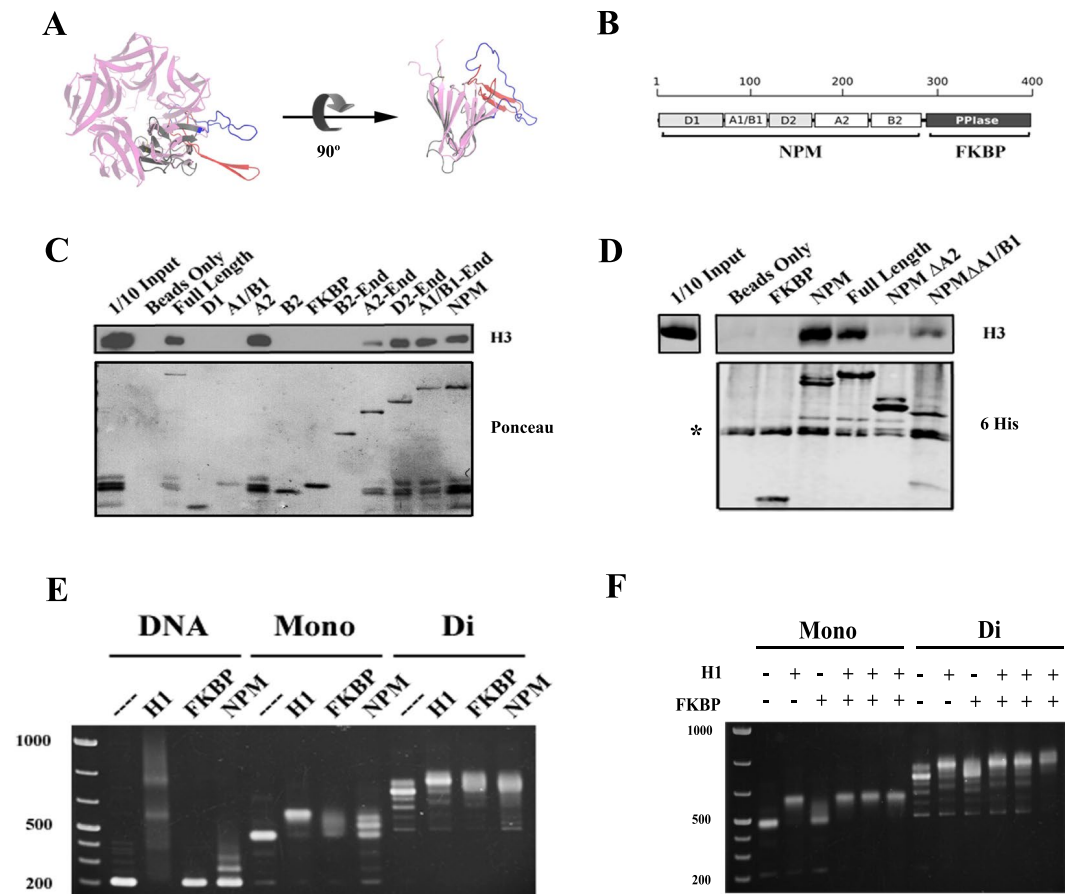 A
90º
B
1 100 200 300 400
D1 A1/B1 D2 A2 B2 PPIase
NPM FKBP
C
1/10 Input
Beads Only
Full Length
D1
A1/B1
A2
B2
FKBP
B2-End
A2-End
D2-End
A1/B1-End
NPM
H3
Ponceau
D
1/10 Input
Beads Only
FKBP
NPM
Full Length
NPM ΔA2
NPMΔA1/B1
H3
*
6 His
E
DNA Mono Di
---- H1 FKBP NPM ---- H1 FKBP NPM ---- H1 FKBP NPM
1000
500
200
F
Mono Di
H1 - + - + + + - + - + + +
FKBP - - + + + + - - + + + +
1000
500
200